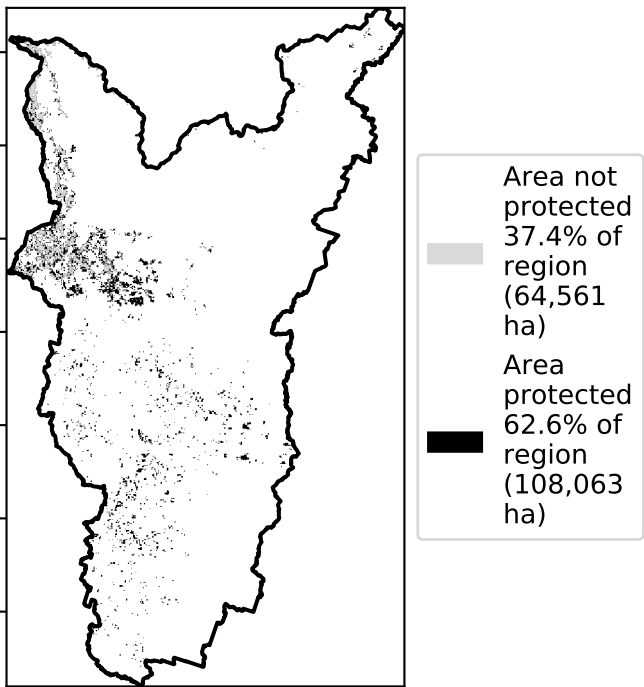 Area not
protected
37.4% of
region
(64,561
ha)
Area
protected
62.6% of
region
(108,063
ha)